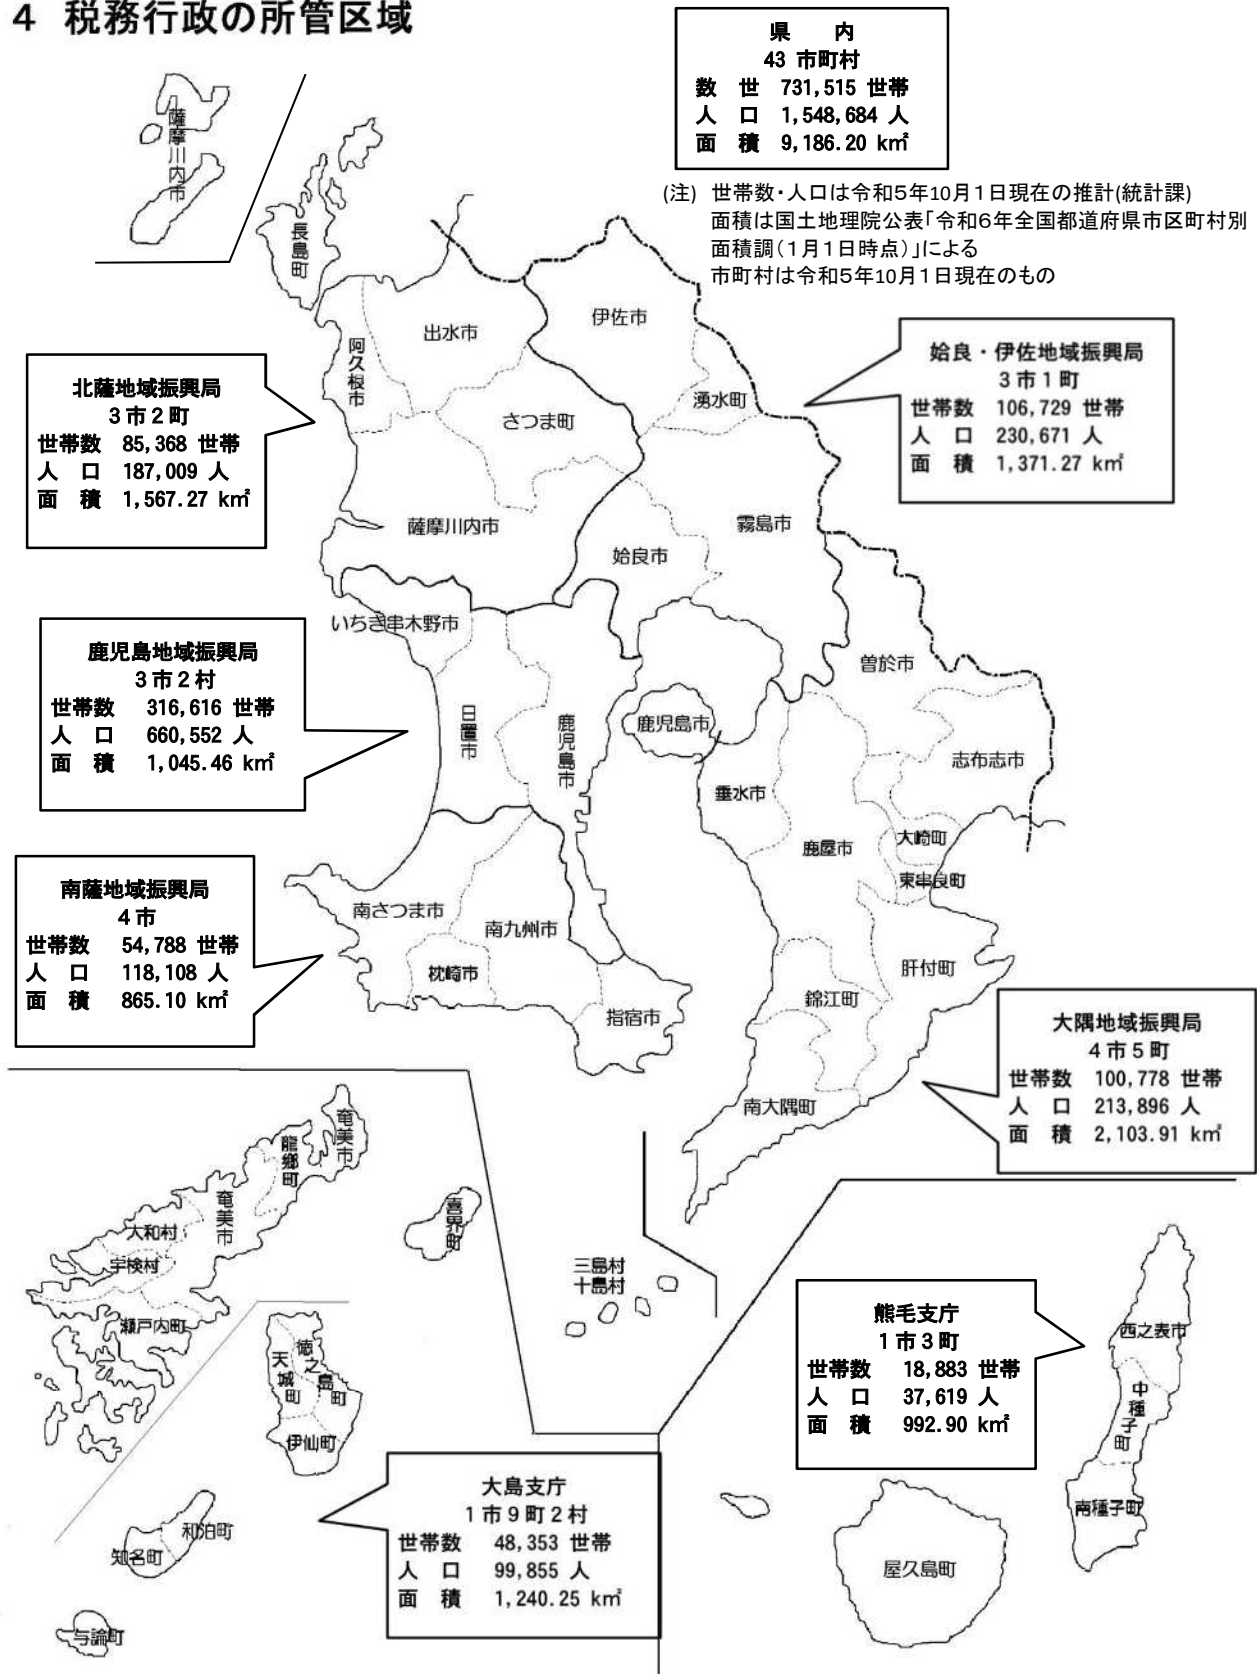 4 税務行政の所管区域
県 内
43 市町村
数 世 731,515 世帯
人 口 1,548,684 人
面 積 9,186.20 k㎡
(注) 世帯数・人口は令和5年10月1日現在の推計(統計課)
面積は国土地理院公表「令和6年全国都道府県市区町村別
面積調(1月1日時点)」による
市町村は令和5年10月1日現在のもの
薩摩川内市
長島町
出水市
伊佐市
阿久根市
湧水町
さつま町
薩摩川内市
霧島市
姶良市
北薩地域振興局
3市2町
世帯数 85,368 世帯
人 口 187,009 人
面 積 1,567.27 k㎡
姶良・伊佐地域振興局
3市1町
世帯数 106,729 世帯
人 口 230,671 人
面 積 1,371.27 k㎡
鹿児島地域振興局
3市2村
世帯数 316,616 世帯
人 口 660,552 人
面 積 1,045.46 k㎡
いちき串木野市
日置市
鹿児島市
鹿児島市
曽於市
志布志市
垂水市
鹿屋市
大崎町
東串良町
肝付町
錦江町
南大隅町
南薩地域振興局
4市
世帯数 54,788 世帯
人 口 118,108 人
面 積 865.10 k㎡
南さつま市
南九州市
枕崎市
指宿市
大隅地域振興局
4市5町
世帯数 100,778 世帯
人 口 213,896 人
面 積 2,103.91 k㎡
奄美市
龍郷町
奄美市
大和村
宇検村
瀬戸内町
喜界町
徳之島町
天城町
伊仙町
和泊町
知名町
与論町
三島村
十島村
大島支庁
1市9町2村
世帯数 48,353 世帯
人 口 99,855 人
面 積 1,240.25 k㎡
熊毛支庁
1市3町
世帯数 18,883 世帯
人 口 37,619 人
面 積 992.90 k㎡
西之表市
中種子町
南種子町
屋久島町